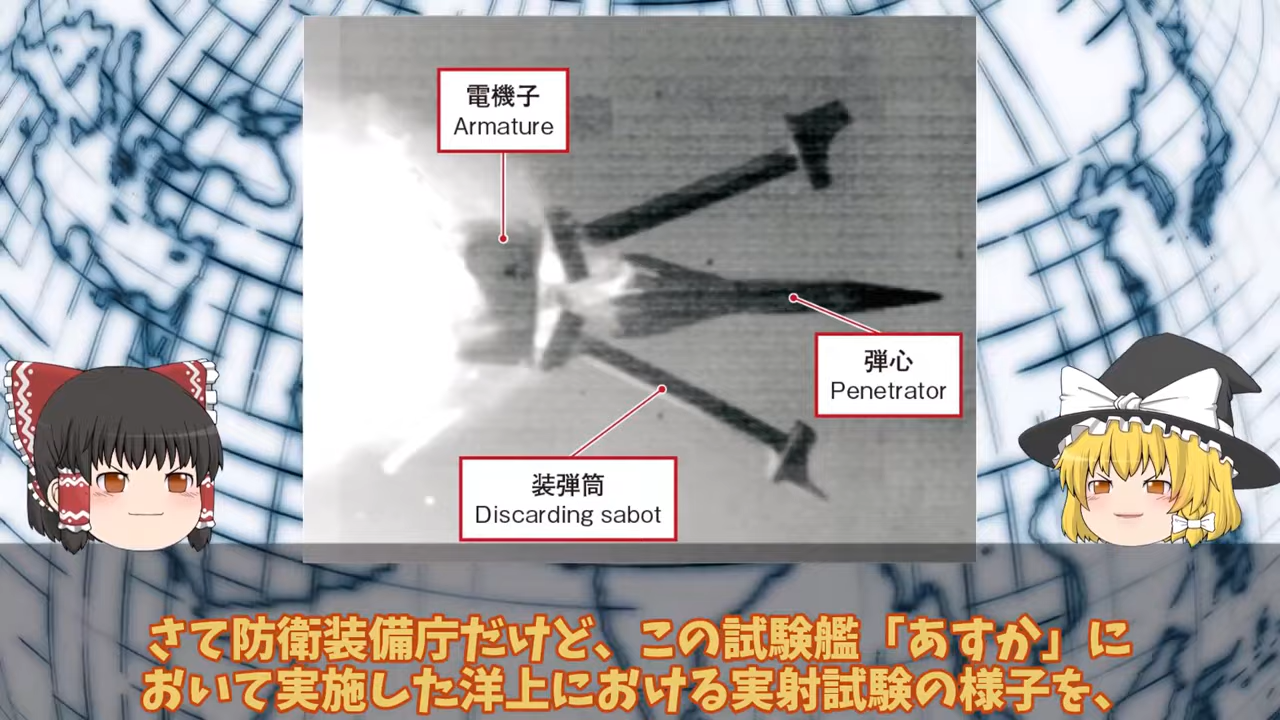 電機子
Armature
弾心
Penetrator
装弾筒
Discarding sabot
さて防衛装備庁だけど、この試験艦「あすか」に
おいて実施した洋上における実射試験の様子を、